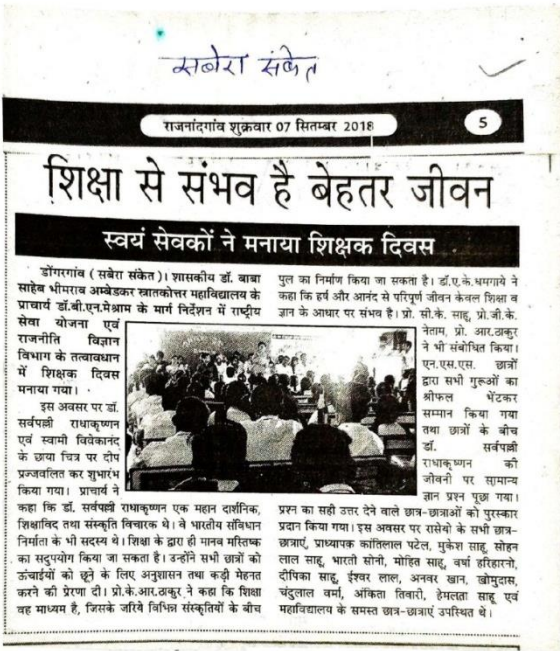 सबेरा संकेत
राजनांदगांव शुक्रवार 07 सितम्बर 2018
5
शिक्षा से संभव है बेहतर जीवन
स्वयं सेवकों ने मनाया शिक्षक दिवस
डोंगरगांव (सबेरा संकेत)। शासकीय डॉ. बाबा
साहेब भीमराव अम्बेडकर स्नातकोत्तर महाविद्यालय के
प्राचार्य डॉ.बी.एन.मेश्राम के मार्ग निर्देशन में राष्ट्रीय
सेवा योजना एवं
राजनीति विज्ञान
विभाग के तत्वावधान
में शिक्षक दिवस
मनाया गया।
इस अवसर पर डॉ.
सर्वपल्ली राधाकृष्णन
एवं स्वामी विवेकानंद
के छाया चित्र पर दीप
प्रज्जवलित कर शुभारंभ
किया गया। प्राचार्य ने
कहा कि डॉ. सर्वपल्ली राधाकृष्णन एक महान दार्शनिक,
शिक्षाविद तथा संस्कृति विचारक थे। वे भारतीय संविधान
निर्माता के भी सदस्य थे। शिक्षा के द्वारा ही मानव मस्तिष्क
का सदुपयोग किया जा सकता है। उन्होंने सभी छात्रों को
ऊंचाईयों को छूने के लिए अनुशासन तथा कड़ी मेहनत
करने की प्रेरणा दी। प्रो.के.आर.ठाकुर ने कहा कि शिक्षा
वह माध्यम है, जिसके जरिये विभिन्न संस्कृतियों के बीच
पुल का निर्माण किया जा सकता है। डॉ.ए.के.धमगाये ने
कहा कि हर्ष और आनंद से परिपूर्ण जीवन केवल शिक्षा व
ज्ञान के आधार पर संभव है। प्रो. सी.के. साहू, प्रो.जी.के.
नेताम, प्रो. आर.ठाकुर
ने भी संबोधित किया।
एन.एस.एस. छात्रों
द्वारा सभी गुरूओं का
श्रीफल भेंटकर
सम्मान किया गया
तथा छात्रों के बीच
डॉ. सर्वपल्ली
राधाकृष्णन की
जीवनी पर सामान्य
ज्ञान प्रश्न पूछा गया।
प्रश्न का सही उत्तर देने वाले छात्र-छात्राओं को पुरस्कार
प्रदान किया गया। इस अवसर पर रासेयो के सभी छात्र-
छात्राएं, प्राध्यापक कांतिलाल पटेल, मुकेश साहू, सोहन
लाल साहू, भारती सोनी, मोहित साहू, वर्षा हरिहारनो,
दीपिका साहू, ईश्वर लाल, अनवर खान, खोमुदास,
चंदुलाल वर्मा, अंकिता तिवारी, हेमलता साहू एवं
महाविद्यालय के समस्त छात्र-छात्राएं उपस्थित थे।